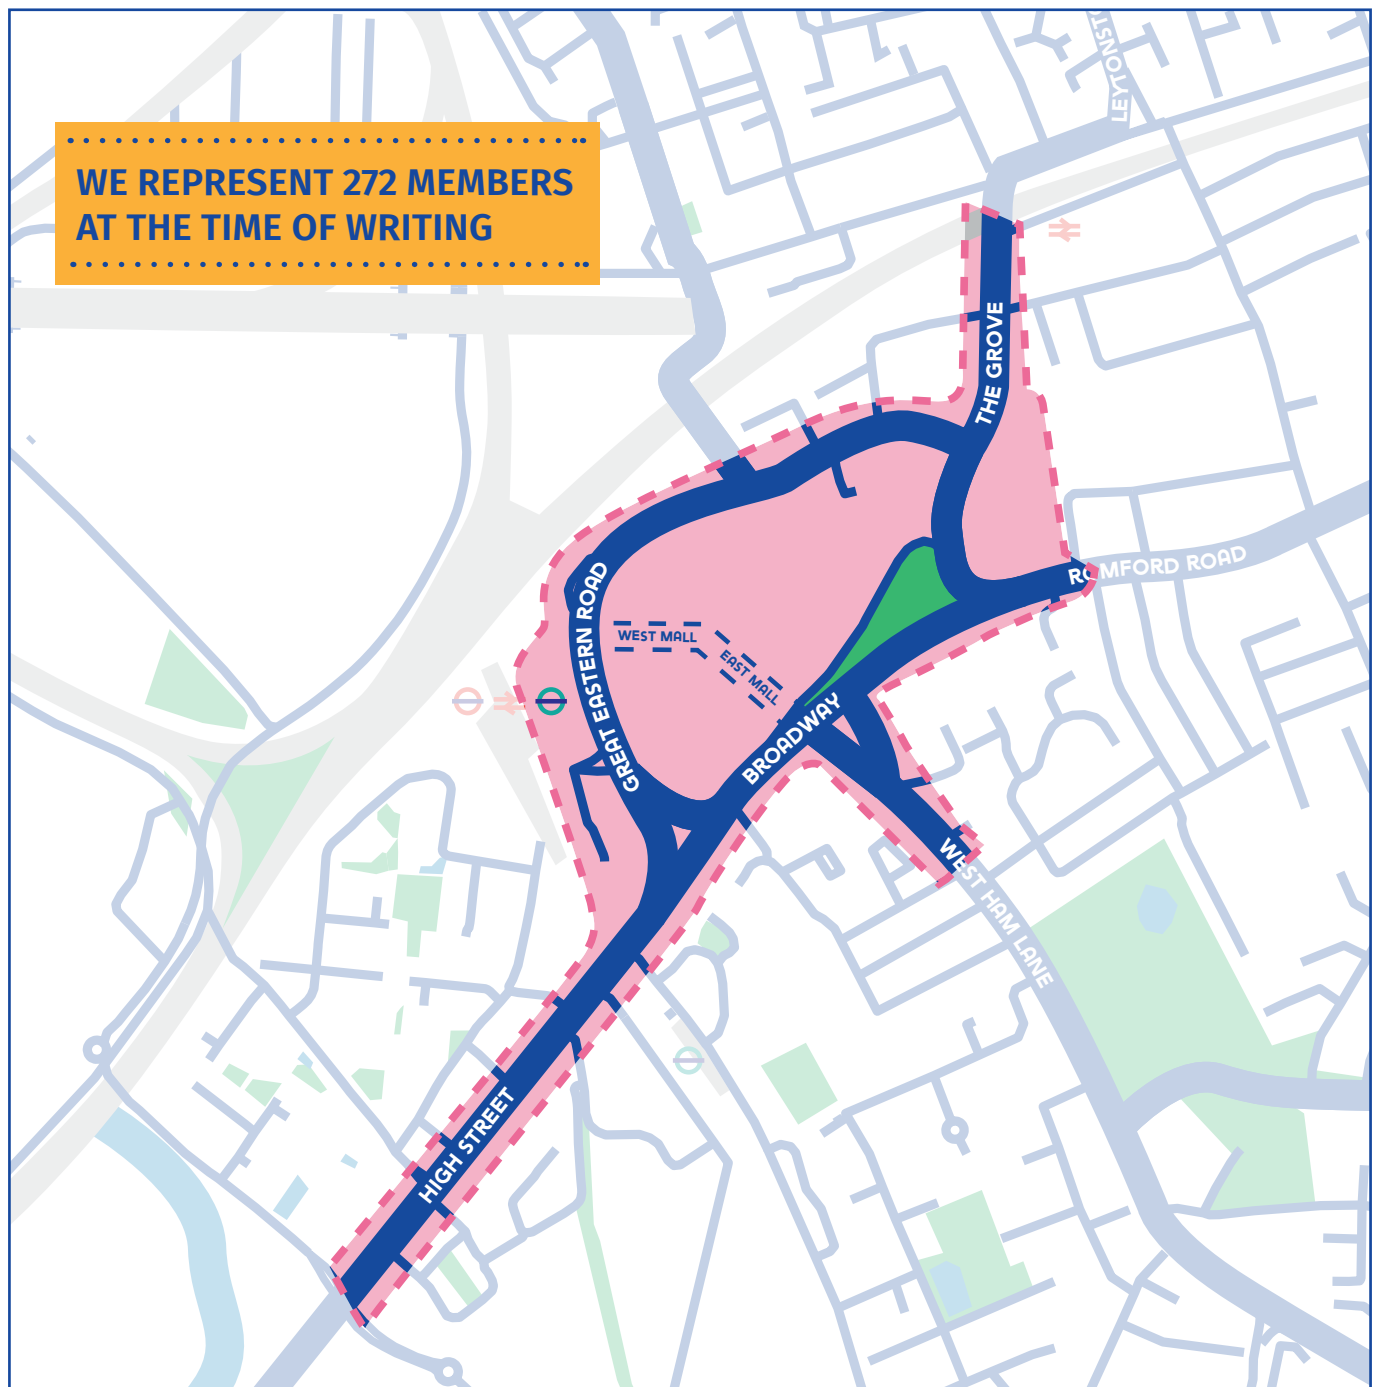 WE REPRESENT 272 MEMBERS
AT THE TIME OF WRITING
THE GROVE
ROMFORD ROAD
GREAT EASTERN ROAD
WEST MALL
EAST MALL
BROADWAY
WEST HAM LANE
HIGH STREET